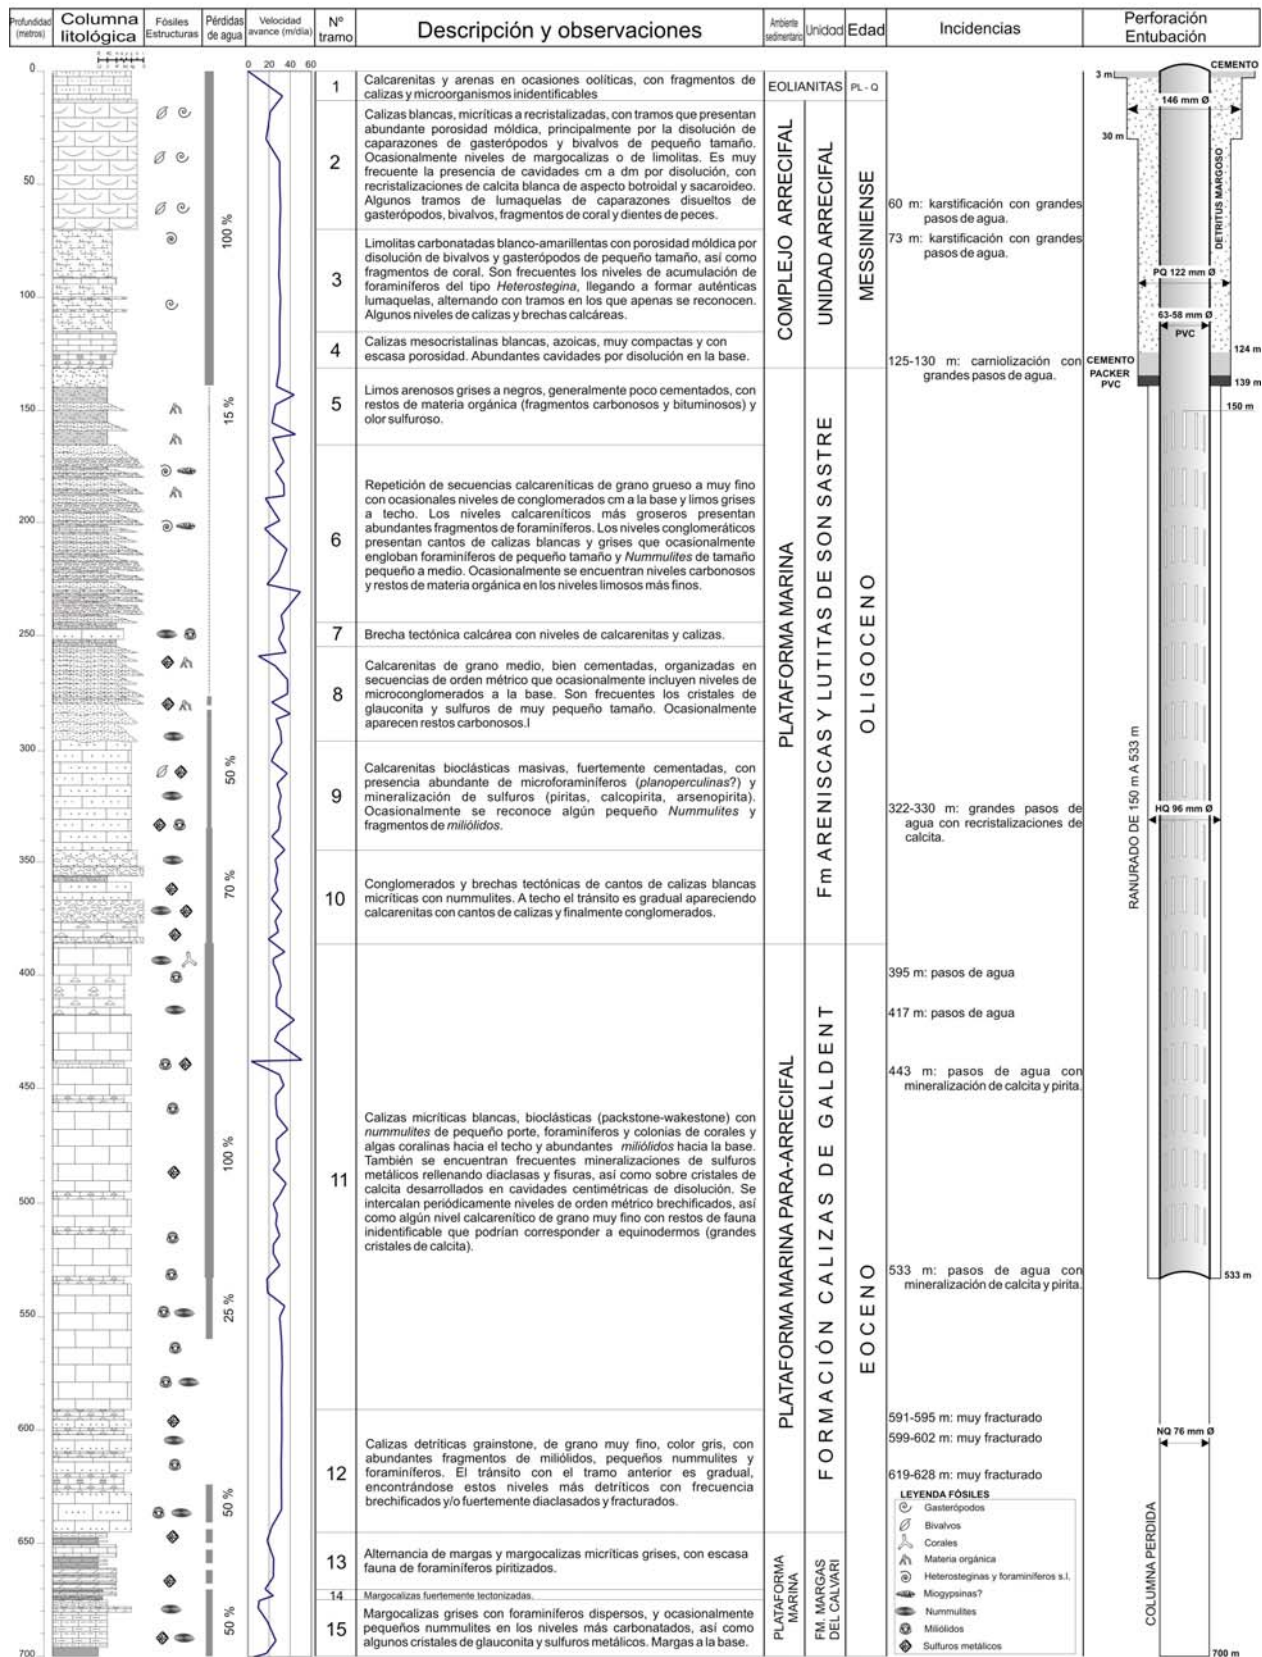 Profundidad (metros)
Columna litológica
Fósiles Estructuras
Pérdidas de agua
Velocidad avance (m/día)
Nº tramo
Descripción y observaciones
Ambiente sedimentario
Unidad
Edad
Incidencias
Perforación Entubación
0 20 40 60
0
50
100
150
200
250
300
350
400
450
500
550
600
650
700
100 %
15 %
50 %
70 %
100 %
25 %
50 %
50 %
1
Calcarenitas y arenas en ocasiones oolíticas, con fragmentos de
calizas y microorganismos inidentificables
2
Calizas blancas, micríticas a recristalizadas, con tramos que presentan
abundante porosidad móldica, principalmente por la disolución de
caparazones de gasterópodos y bivalvos de pequeño tamaño.
Ocasionalmente niveles de margocalizas o de limolitas. Es muy
frecuente la presencia de cavidades cm a dm por disolución, con
recristalizaciones de calcita blanca de aspecto botroidal y sacaroideo.
Algunos tramos de lumaquelas de caparazones disueltos de
gasterópodos, bivalvos, fragmentos de coral y dientes de peces.
3
Limolitas carbonatadas blanco-amarillentas con porosidad móldica por
disolución de bivalvos y gasterópodos de pequeño tamaño, así como
fragmentos de coral. Son frecuentes los niveles de acumulación de
foraminíferos del tipo Heterostegina, llegando a formar auténticas
lumaquelas, alternando con tramos en los que apenas se reconocen.
Algunos niveles de calizas y brechas calcáreas.
4
Calizas mesocristalinas blancas, azoicas, muy compactas y con
escasa porosidad. Abundantes cavidades por disolución en la base.
5
Limos arenosos grises a negros, generalmente poco cementados, con
restos de materia orgánica (fragmentos carbonosos y bituminosos) y
olor sulfuroso.
6
Repetición de secuencias calcareníticas de grano grueso a muy fino
con ocasionales niveles de conglomerados cm a la base y limos grises
a techo. Los niveles calcareníticos más groseros presentan
abundantes fragmentos de foraminíferos. Los niveles conglomeráticos
presentan cantos de calizas blancas y grises que ocasionalmente
engloban foraminíferos de pequeño tamaño y Nummulites de tamaño
pequeño a medio. Ocasionalmente se encuentran niveles carbonosos
y restos de materia orgánica en los niveles limosos más finos.
7
Brecha tectónica calcárea con niveles de calcarenitas y calizas.
8
Calcarenitas de grano medio, bien cementadas, organizadas en
secuencias de orden métrico que ocasionalmente incluyen niveles de
microconglomerados a la base. Son frecuentes los cristales de
glauconita y sulfuros de muy pequeño tamaño. Ocasionalmente
aparecen restos carbonosos.l
9
Calcarenitas bioclásticas masivas, fuertemente cementadas, con
presencia abundante de microforaminíferos (planoperculinas?) y
mineralización de sulfuros (piritas, calcopirita, arsenopirita).
Ocasionalmente se reconoce algún pequeño Nummulites y
fragmentos de miliólidos.
10
Conglomerados y brechas tectónicas de cantos de calizas blancas
micríticas con nummulites. A techo el tránsito es gradual apareciendo
calcarenitas con cantos de calizas y finalmente conglomerados.
11
Calizas micríticas blancas, bioclásticas (packstone-wakestone) con
nummulites de pequeño porte, foraminíferos y colonias de corales y
algas coralinas hacia el techo y abundantes miliólidos hacia la base.
También se encuentran frecuentes mineralizaciones de sulfuros
metálicos rellenando diaclasas y fisuras, así como sobre cristales de
calcita desarrollados en cavidades centimétricas de disolución. Se
intercalan periódicamente niveles de orden métrico brechificados, así
como algún nivel calcarenítico de grano muy fino con restos de fauna
inidentificable que podrían corresponder a equinodermos (grandes
cristales de calcita).
12
Calizas detríticas grainstone, de grano muy fino, color gris, con
abundantes fragmentos de miliólidos, pequeños nummulites y
foraminíferos. El tránsito con el tramo anterior es gradual,
encontrándose estos niveles más detríticos con frecuencia
brechificados y/o fuertemente diaclasados y fracturados.
13
Alternancia de margas y margocalizas micríticas grises, con escasa
fauna de foraminíferos piritizados.
14
Margocalizas fuertemente tectonizadas.
15
Margocalizas grises con foraminíferos dispersos, y ocasionalmente
pequeños nummulites en los niveles más carbonatados, así como
algunos cristales de glauconita y sulfuros metálicos. Margas a la base.
EOLIANITAS
PL - Q
COMPLEJO ARRECIFAL
UNIDAD ARRECIFAL
MESSINIENSE
PLATAFORMA MARINA
Fm ARENISCAS Y LUTITAS DE SON SASTRE
OLIGOCENO
PLATAFORMA MARINA PARA-ARRECIFAL
FORMACIÓN CALIZAS DE GALDENT
EOCENO
PLATAFORMA
MARINA
FM. MARGAS
DEL CALVARI
60 m: karstificación con grandes
pasos de agua.
73 m: karstificación con grandes
pasos de agua.
125-130 m: carniolización con
grandes pasos de agua.
322-330 m: grandes pasos de
agua con recristalizaciones de
calcita.
395 m: pasos de agua
417 m: pasos de agua
443 m: pasos de agua con
mineralización de calcita y pirita.
533 m: pasos de agua con
mineralización de calcita y pirita.
591-595 m: muy fracturado
599-602 m: muy fracturado
619-628 m: muy fracturado
LEYENDA FÓSILES
Gasterópodos
Bivalvos
Corales
Materia orgánica
Heterosteginas y foraminíferos s.l.
Miogypsinas?
Nummulites
Miliólidos
Sulfuros metálicos
CEMENTO
3 m
146 mm Ø
30 m
DETRITUS MARGOSO
PQ 122 mm Ø
63-58 mm Ø
PVC
124 m
CEMENTO
PACKER
PVC
139 m
150 m
RANURADO DE 150 m A 533 m
HQ 96 mm Ø
533 m
NQ 76 mm Ø
COLUMNA PERDIDA
700 m